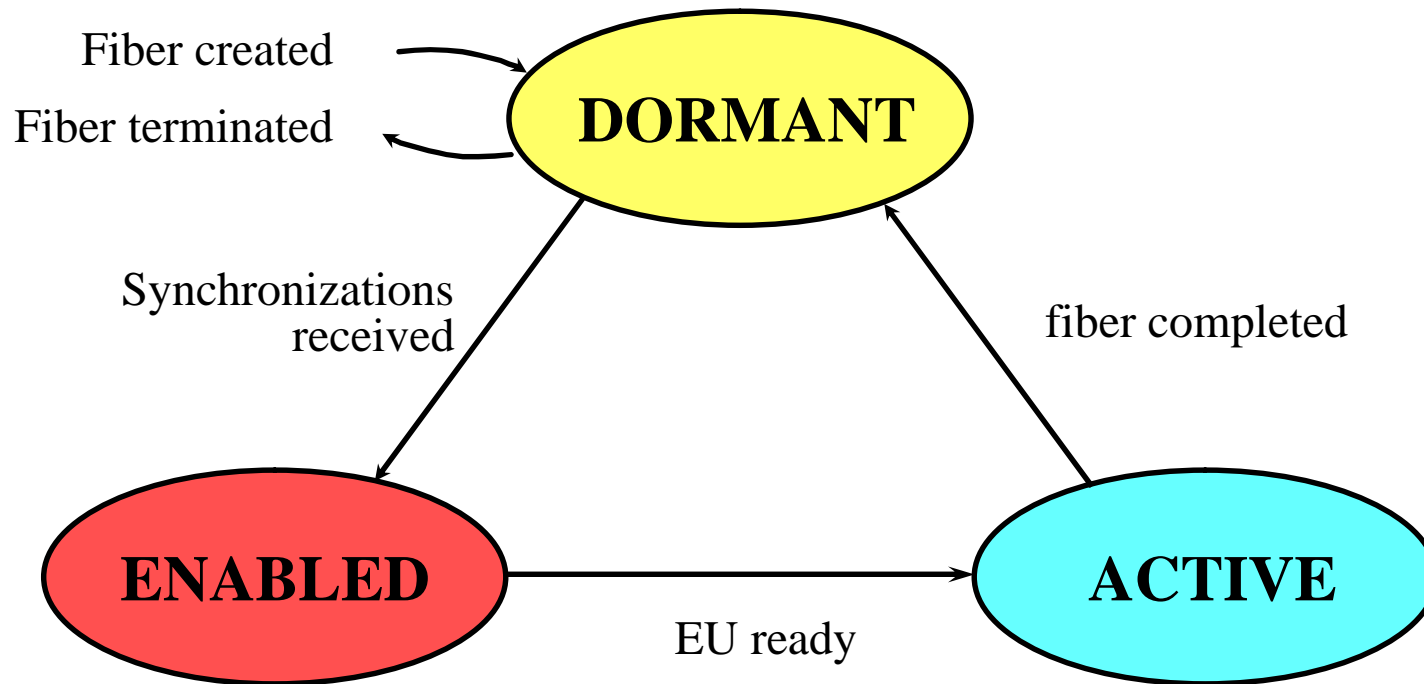 Fiber created
Fiber terminated
DORMANT
Synchronizations
received
fiber completed
ENABLED
EU ready
ACTIVE